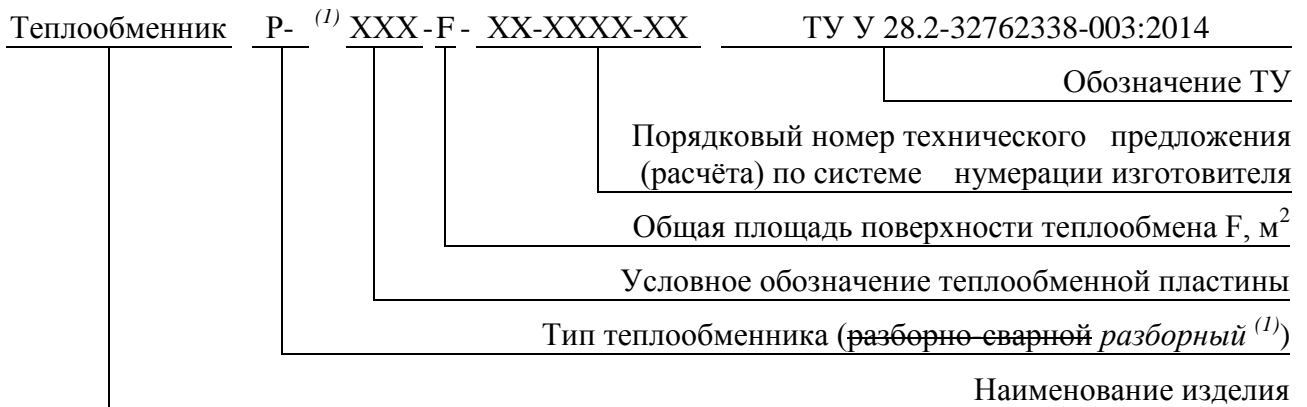 Теплообменник Р- (1) ХХХ-F- ХХ-ХХХХ-ХХ ТУ У 28.2-32762338-003:2014
Обозначение ТУ
Порядковый номер технического предложения
(расчёта) по системе нумерации изготовителя
Общая площадь поверхности теплообмена F, м2
Условное обозначение теплообменной пластины
Тип теплообменника (разборно-сварной разборный (1))
Наименование изделия